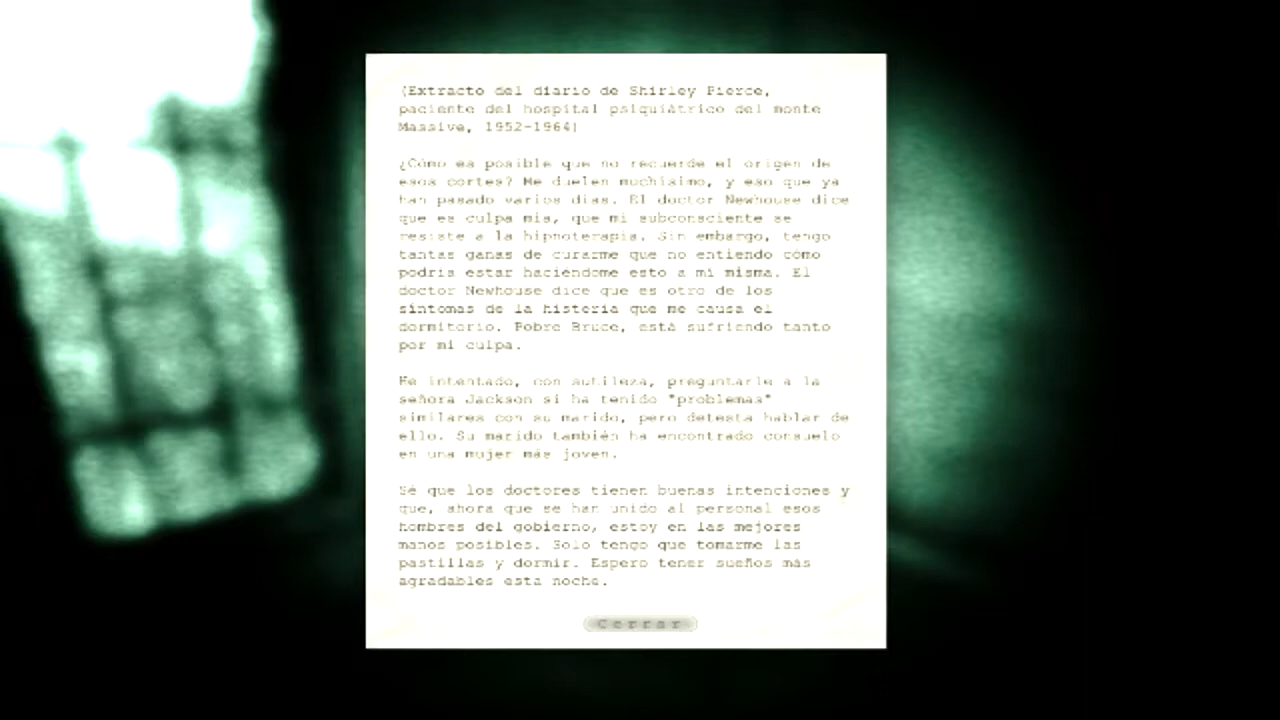 (Extracto del diario de Shirley Pierce,
paciente del hospital psiquiátrico del monte
Massive, 1952-1964)
¿Cómo es posible que no recuerde el origen de
esos cortes? Me duelen muchísimo, y eso que ya
han pasado varios días. El doctor Newhouse dice
que es culpa mía, que mi subconsciente se
resiste a la hipnoterapia. Sin embargo, tengo
tantas ganas de curarme que no entiendo cómo
podría estar haciéndome esto a mí misma. El
doctor Newhouse dice que es otro de los
síntomas de la histeria que me causa el
dormitorio. Pobre Bruce, está sufriendo tanto
por mi culpa.
He intentado, con sutileza, preguntarle a la
señora Jackson si ha tenido "problemas"
similares con su marido, pero detesta hablar de
ello. Su marido también ha encontrado consuelo
en una mujer más joven.
Sé que los doctores tienen buenas intenciones y
que, ahora que se han unido al personal esos
hombres del gobierno, estoy en las mejores
manos posibles. Solo tengo que tomarme las
pastillas y dormir. Espero tener sueños más
agradables esta noche.
Cerrar